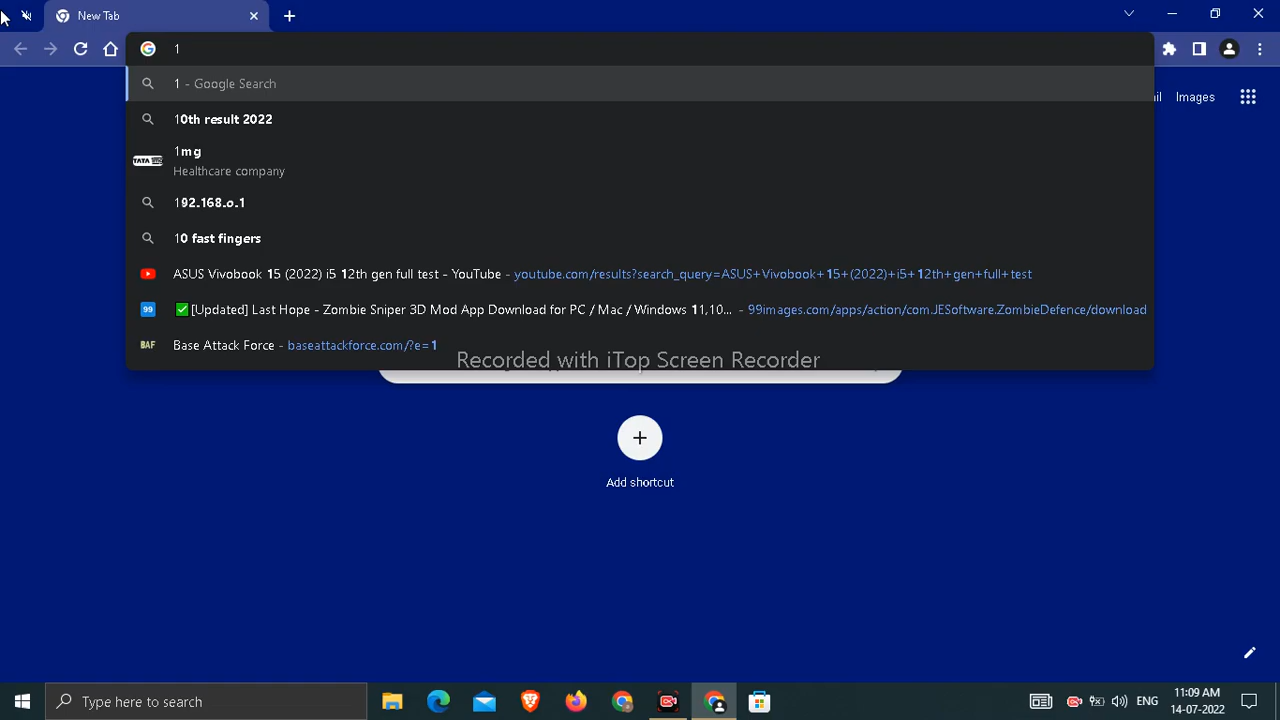 New Tab
1
1 - Google Search
il Images
10th result 2022
1mg
Healthcare company
192.168.o.1
10 fast fingers
ASUS Vivobook 15 (2022) i5 12th gen full test - YouTube - youtube.com/results?search_query=ASUS+Vivobook+15+(2022)+i5+12th+gen+full+test
99 ✅[Updated] Last Hope - Zombie Sniper 3D Mod App Download for PC / Mac / Windows 11,10... - 99images.com/apps/action/com.JESoftware.ZombieDefence/download
BAF Base Attack Force - baseattackforce.com/?e=1
Recorded with iTop Screen Recorder
Add shortcut
Type here to search
ENG
11:09 AM
14-07-2022